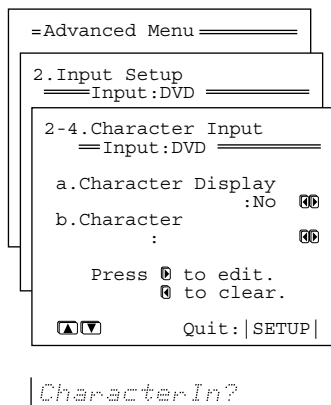 Advanced Menu
2.Input Setup
Input:DVD
2-4.Character Input
Input:DVD
a.Character Display
:No
b.Character
:
Press to edit.
to clear.
Quit:|SETUP|
CharacterIn?